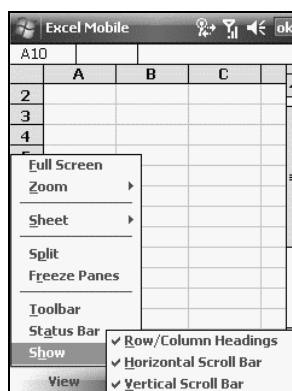 Excel Mobile ok
A10
A B C
2
3
4
Full Screen
Zoom
Sheet
Split
Freeze Panes
Toolbar
Status Bar
Show
Row/Column Headings
Horizontal Scroll Bar
View
Vertical Scroll Bar